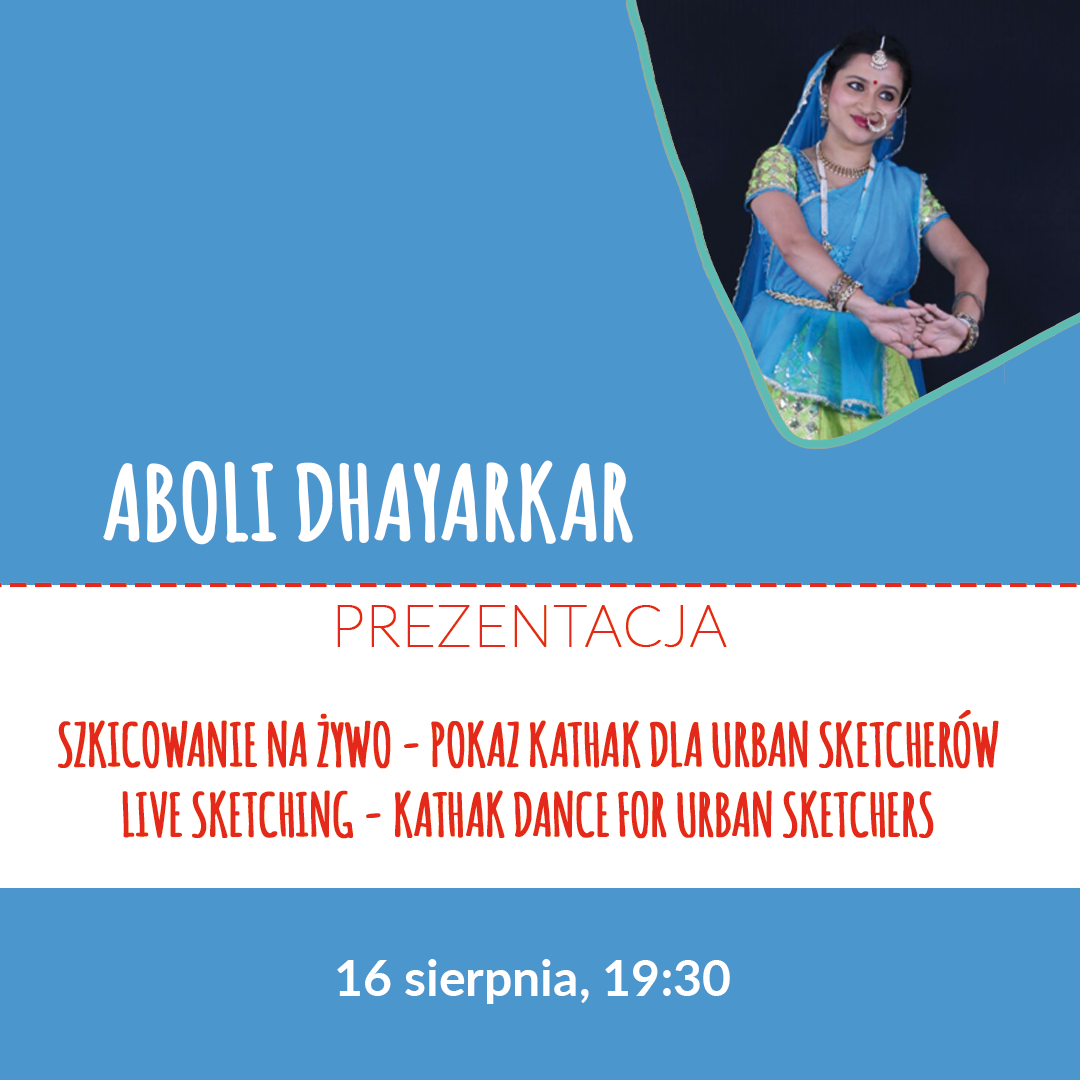 ABOLI DHAYARKAR
PREZENTACJA
SZKICOWANIE NA ŻYWO - POKAZ KATHAK DLA URBAN SKETCHERÓW
LIVE SKETCHING - KATHAK DANCE FOR URBAN SKETCHERS
16 sierpnia, 19:30